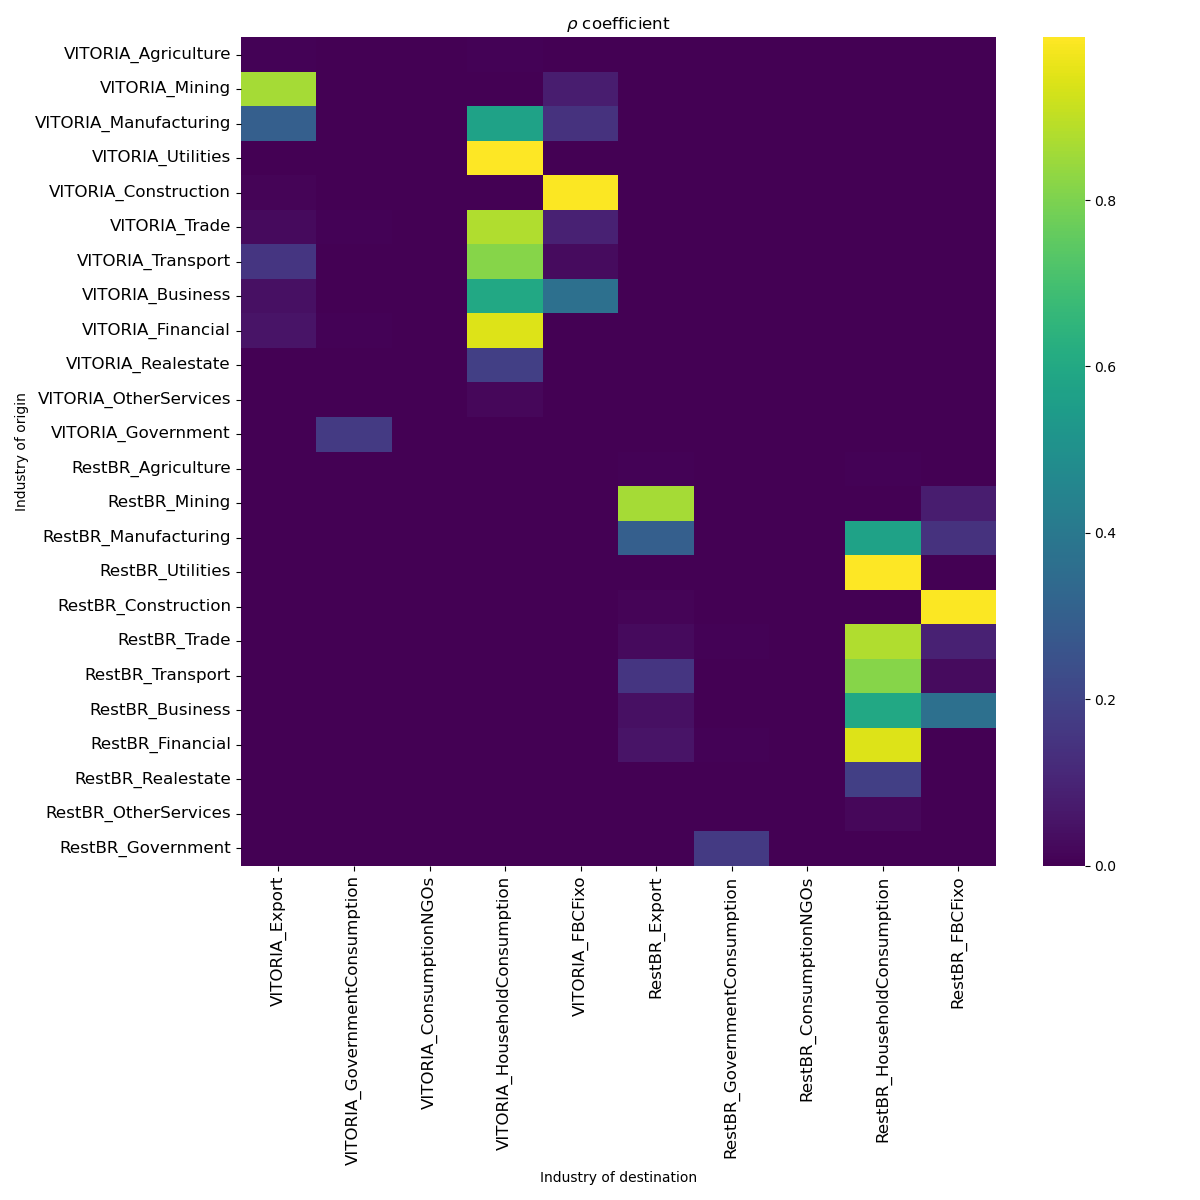 ρ coefficient
VITORIA_Agriculture
VITORIA_Mining
VITORIA_Manufacturing
VITORIA_Utilities
VITORIA_Construction
VITORIA_Trade
VITORIA_Transport
VITORIA_Business
VITORIA_Financial
VITORIA_Realestate
VITORIA_OtherServices
VITORIA_Government
RestBR_Agriculture
RestBR_Mining
RestBR_Manufacturing
RestBR_Utilities
RestBR_Construction
RestBR_Trade
RestBR_Transport
RestBR_Business
RestBR_Financial
RestBR_Realestate
RestBR_OtherServices
RestBR_Government
Industry of origin
VITORIA_Export
VITORIA_GovernmentConsumption
VITORIA_ConsumptionNGOs
VITORIA_HouseholdConsumption
VITORIA_FBCFixo
RestBR_Export
RestBR_GovernmentConsumption
RestBR_ConsumptionNGOs
RestBR_HouseholdConsumption
RestBR_FBCFixo
Industry of destination
0.8
0.6
0.4
0.2
0.0